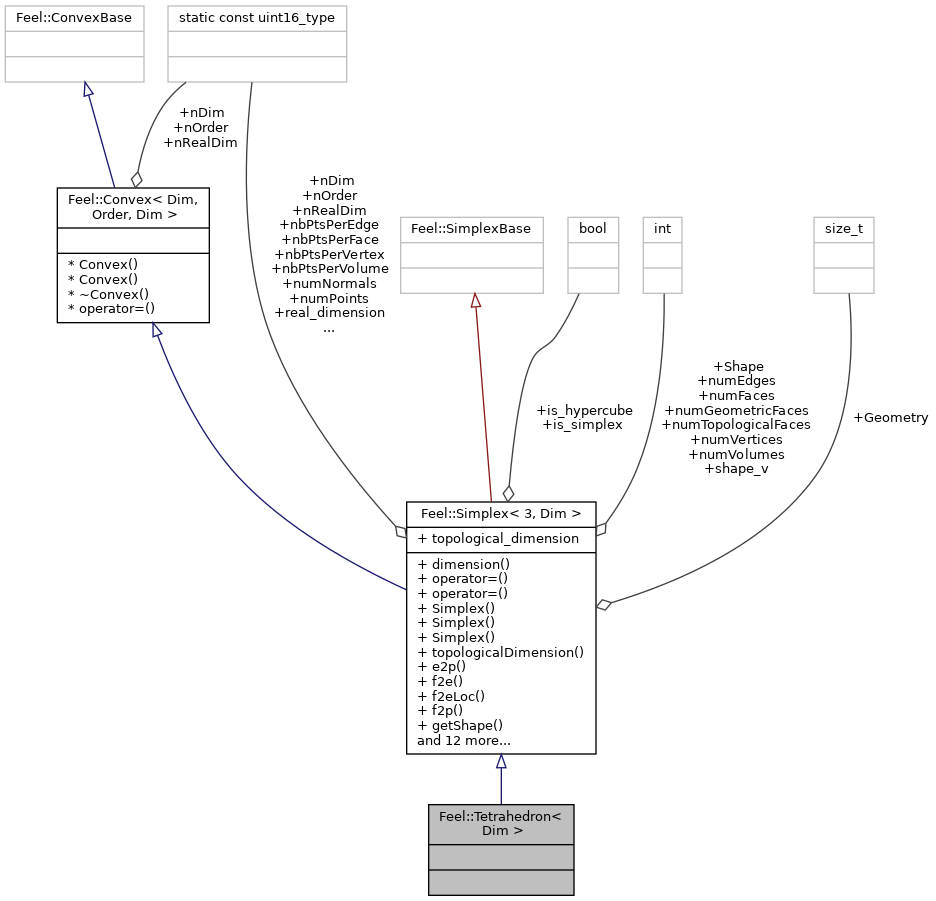 Feel::ConvexBase
static const uint16_type
+nDim
+nOrder
+nRealDim
Feel::Convex< Dim,
Order, Dim >
* Convex()
* Convex()
* ~Convex()
* operator=()
+nDim
+nOrder
+nRealDim
+nbPtsPerEdge
+nbPtsPerFace
+nbPtsPerVertex
+nbPtsPerVolume
+numNormals
+numPoints
+real_dimension
...
Feel::SimplexBase
bool
int
size_t
+is_hypercube
+is_simplex
+Shape
+numEdges
+numFaces
+numGeometricFaces
+numTopologicalFaces
+numVertices
+numVolumes
+shape_v
+Geometry
Feel::Simplex< 3, Dim >
+ topological_dimension
+ dimension()
+ operator=()
+ operator=()
+ Simplex()
+ Simplex()
+ Simplex()
+ topologicalDimension()
+ e2p()
+ f2e()
+ f2eLoc()
+ f2p()
+ getShape()
and 12 more...
Feel::Tetrahedron<
Dim >